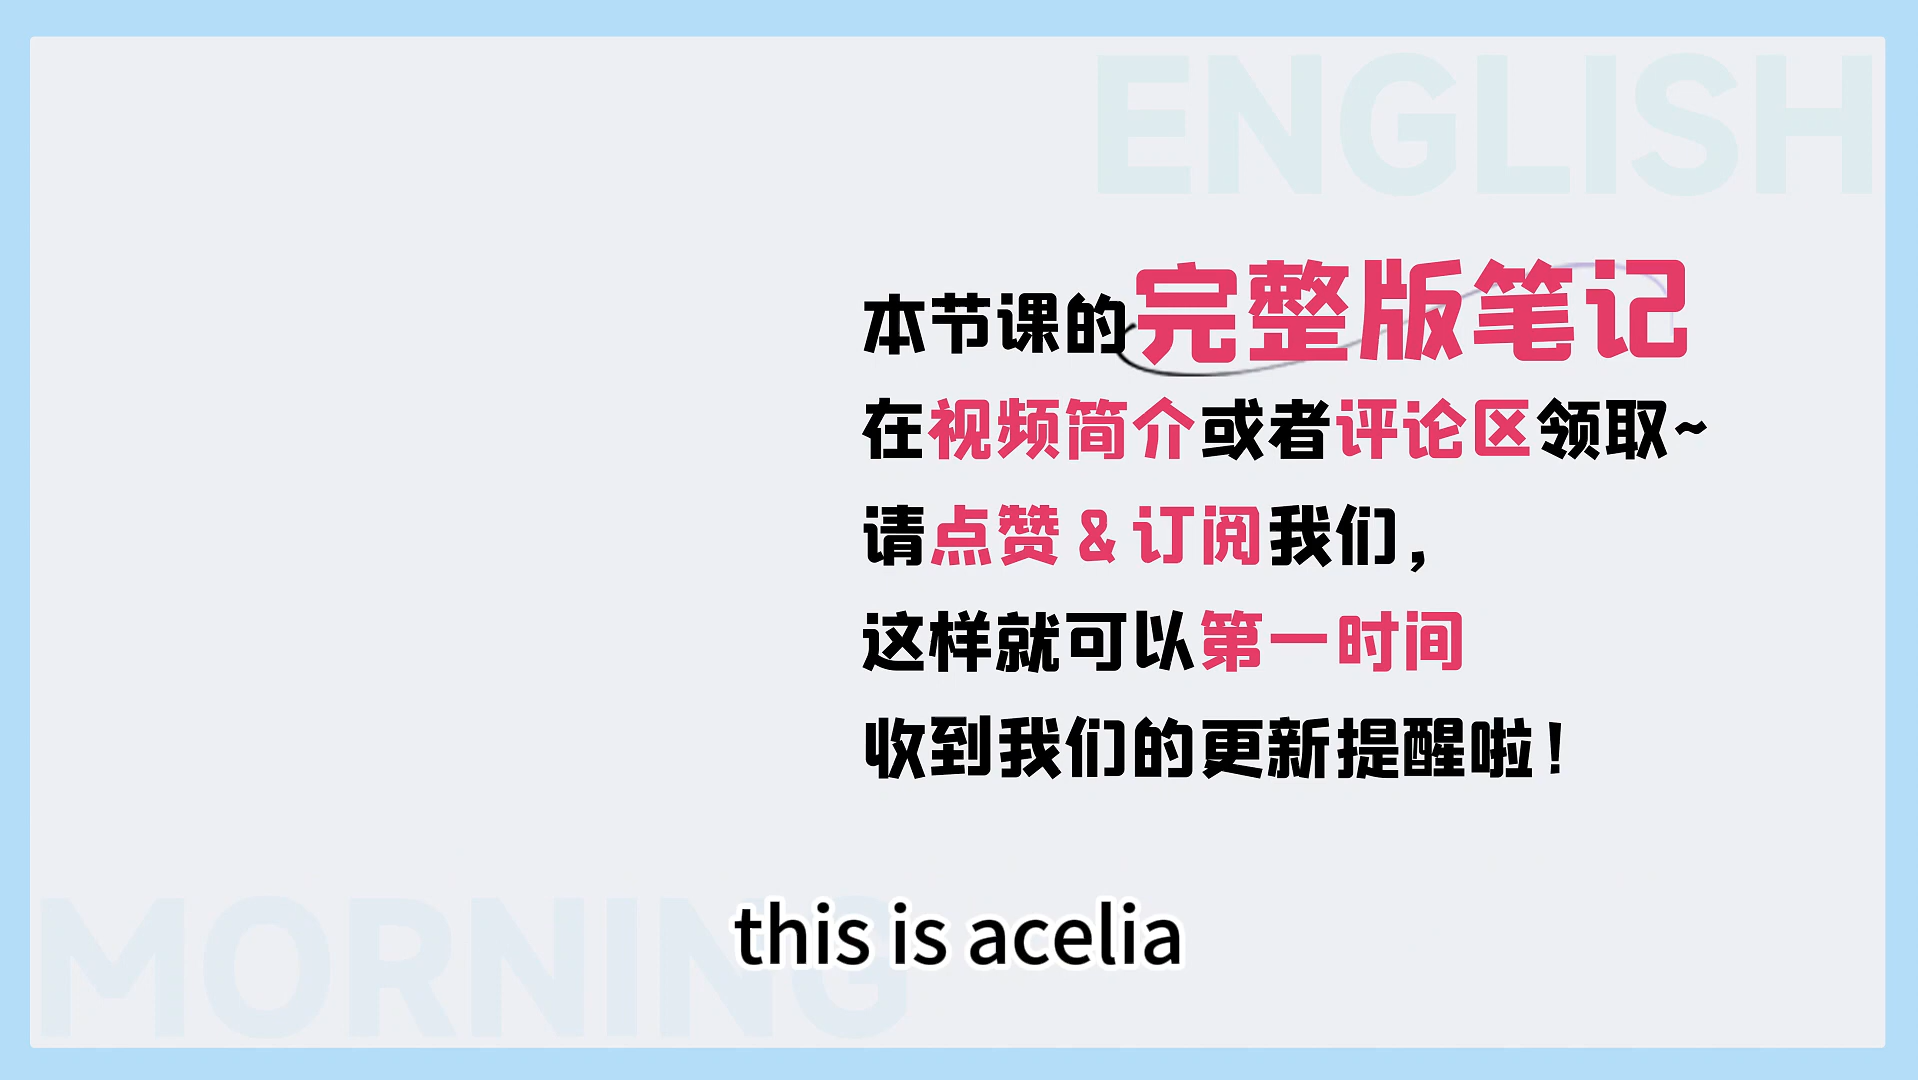 ENGLISH
本节课的完整版笔记
在视频简介或者评论区领取~
请点赞&订阅我们，
这样就可以第一时间
收到我们的更新提醒啦！
MORNING
this is acelia